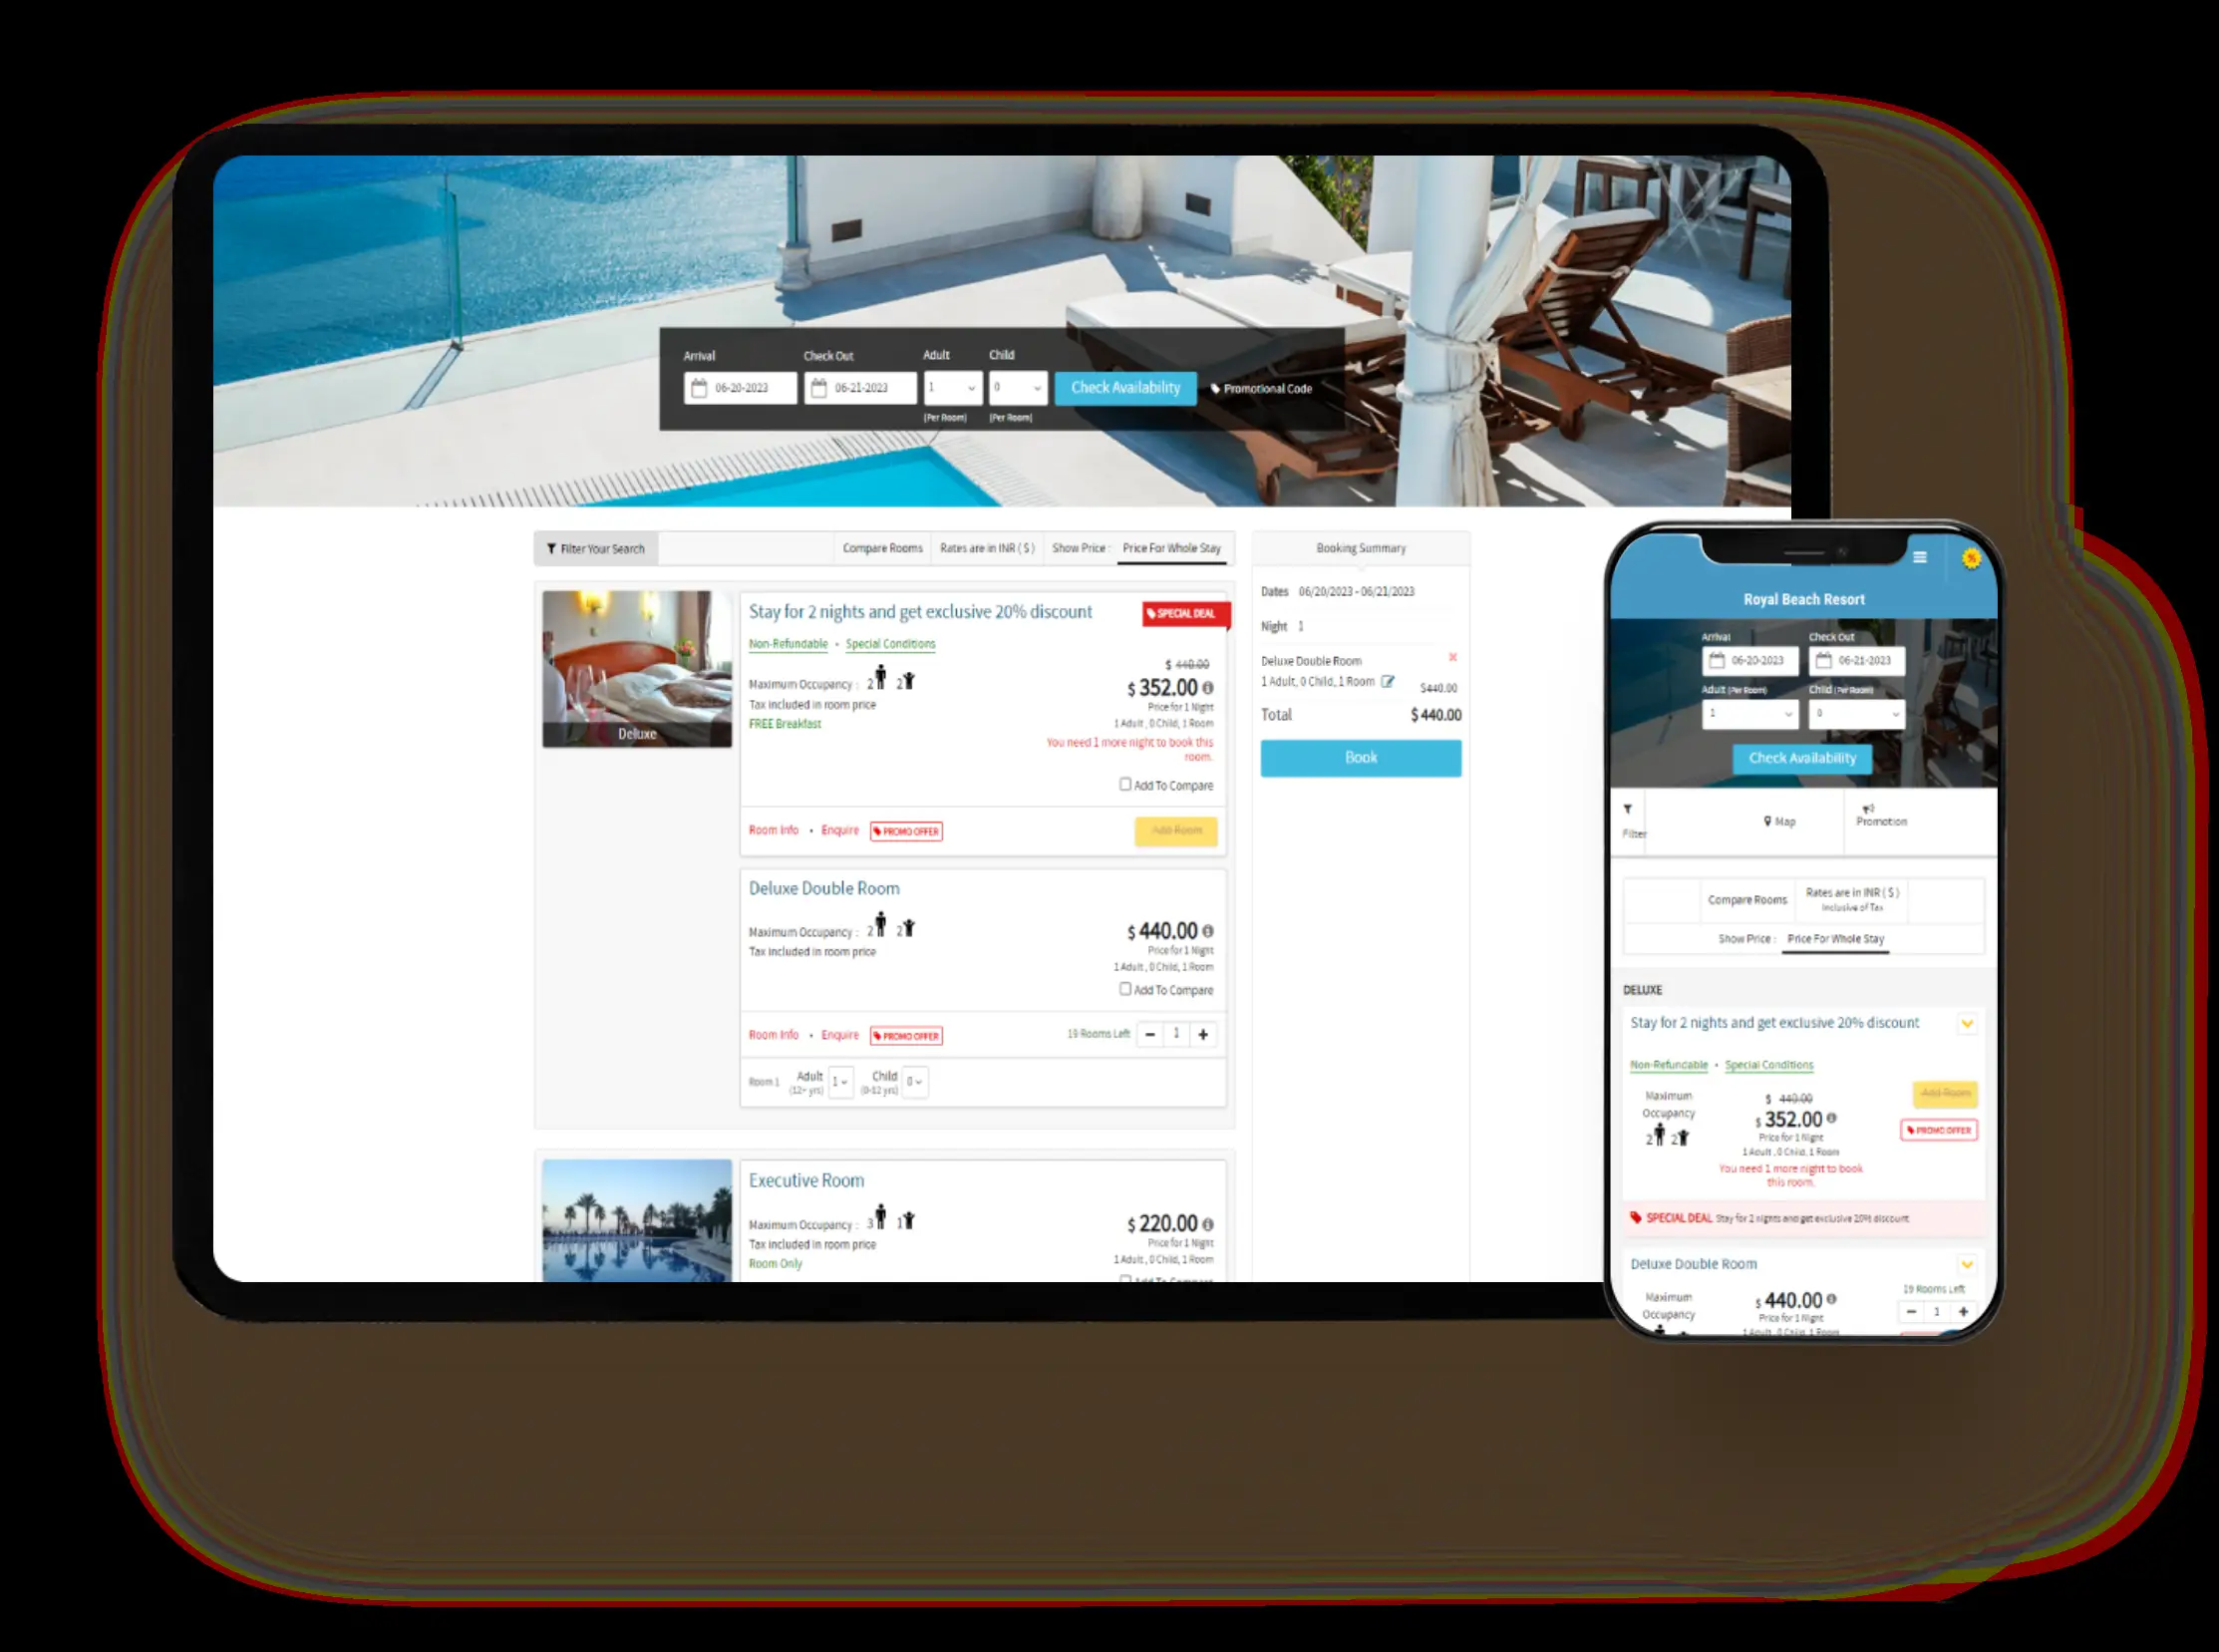 Arrival Check Out Adult Child
06-20-2023 06-21-2023 1 0 Check Availability Promotional Code
(Per Room) (Per Room)
Filter Your Search Compare Rooms Rates are in INR ( $ ) Show Price : Price For Whole Stay
Stay for 2 nights and get exclusive 20% discount SPECIAL DEAL
Non-Refundable • Special Conditions
$ 440.00
Maximum Occupancy : 2 2
$ 352.00
Tax included in room price
Price for 1 Night
FREE Breakfast
1 Adult , 0 Child, 1 Room
Deluxe
You need 1 more night to book this
room.
Add To Compare
Room Info • Enquire PROMO OFFER Add Room
Deluxe Double Room
Maximum Occupancy : 2 2
$ 440.00
Tax included in room price
Price for 1 Night
1 Adult , 0 Child, 1 Room
Add To Compare
Room Info • Enquire PROMO OFFER 19 Rooms Left − 1 +
Room 1 Adult 1 Child 0
(12+ yrs) (0-12 yrs)
Executive Room
Maximum Occupancy : 3 1
$ 220.00
Tax included in room price
Price for 1 Night
Room Only
1 Adult , 0 Child, 1 Room
Add To Compare
Booking Summary
Dates 06/20/2023 - 06/21/2023
Night 1
Deluxe Double Room
1 Adult, 0 Child, 1 Room $440.00
Total $ 440.00
Book
Royal Beach Resort
Arrival Check Out
06-20-2023 06-21-2023
Adult (Per Room) Child (Per Room)
1 0
Check Availability
Filter Map Promotion
Compare Rooms Rates are in INR ( $ )
Inclusive of Tax
Show Price : Price For Whole Stay
DELUXE
Stay for 2 nights and get exclusive 20% discount
Non-Refundable • Special Conditions
Maximum
Occupancy
2 2
$ 440.00
$ 352.00
Price for 1 Night
1 Adult , 0 Child, 1 Room
You need 1 more night to book
this room.
Add Room
PROMO OFFER
SPECIAL DEAL Stay for 2 nights and get exclusive 20% discount
Deluxe Double Room
Maximum
Occupancy
$ 440.00
Price for 1 Night
1 Adult , 0 Child, 1 Room
19 Rooms Left
− 1 +